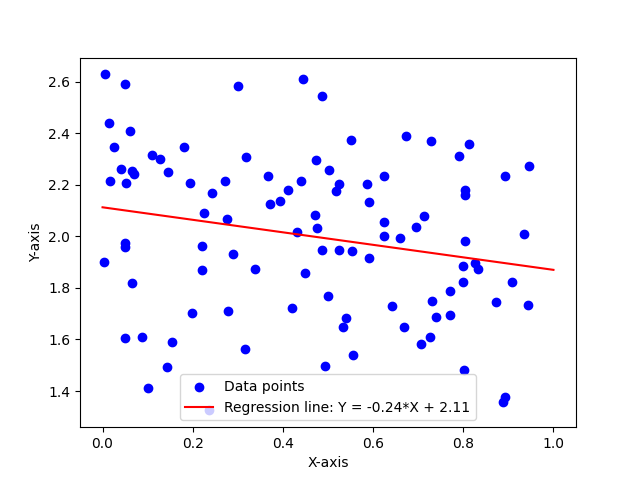 2.6
2.4
2.2
2.0
1.8
1.6
1.4
Y-axis
Data points
Regression line: Y = -0.24*X + 2.11
0.0 0.2 0.4 0.6 0.8 1.0
X-axis